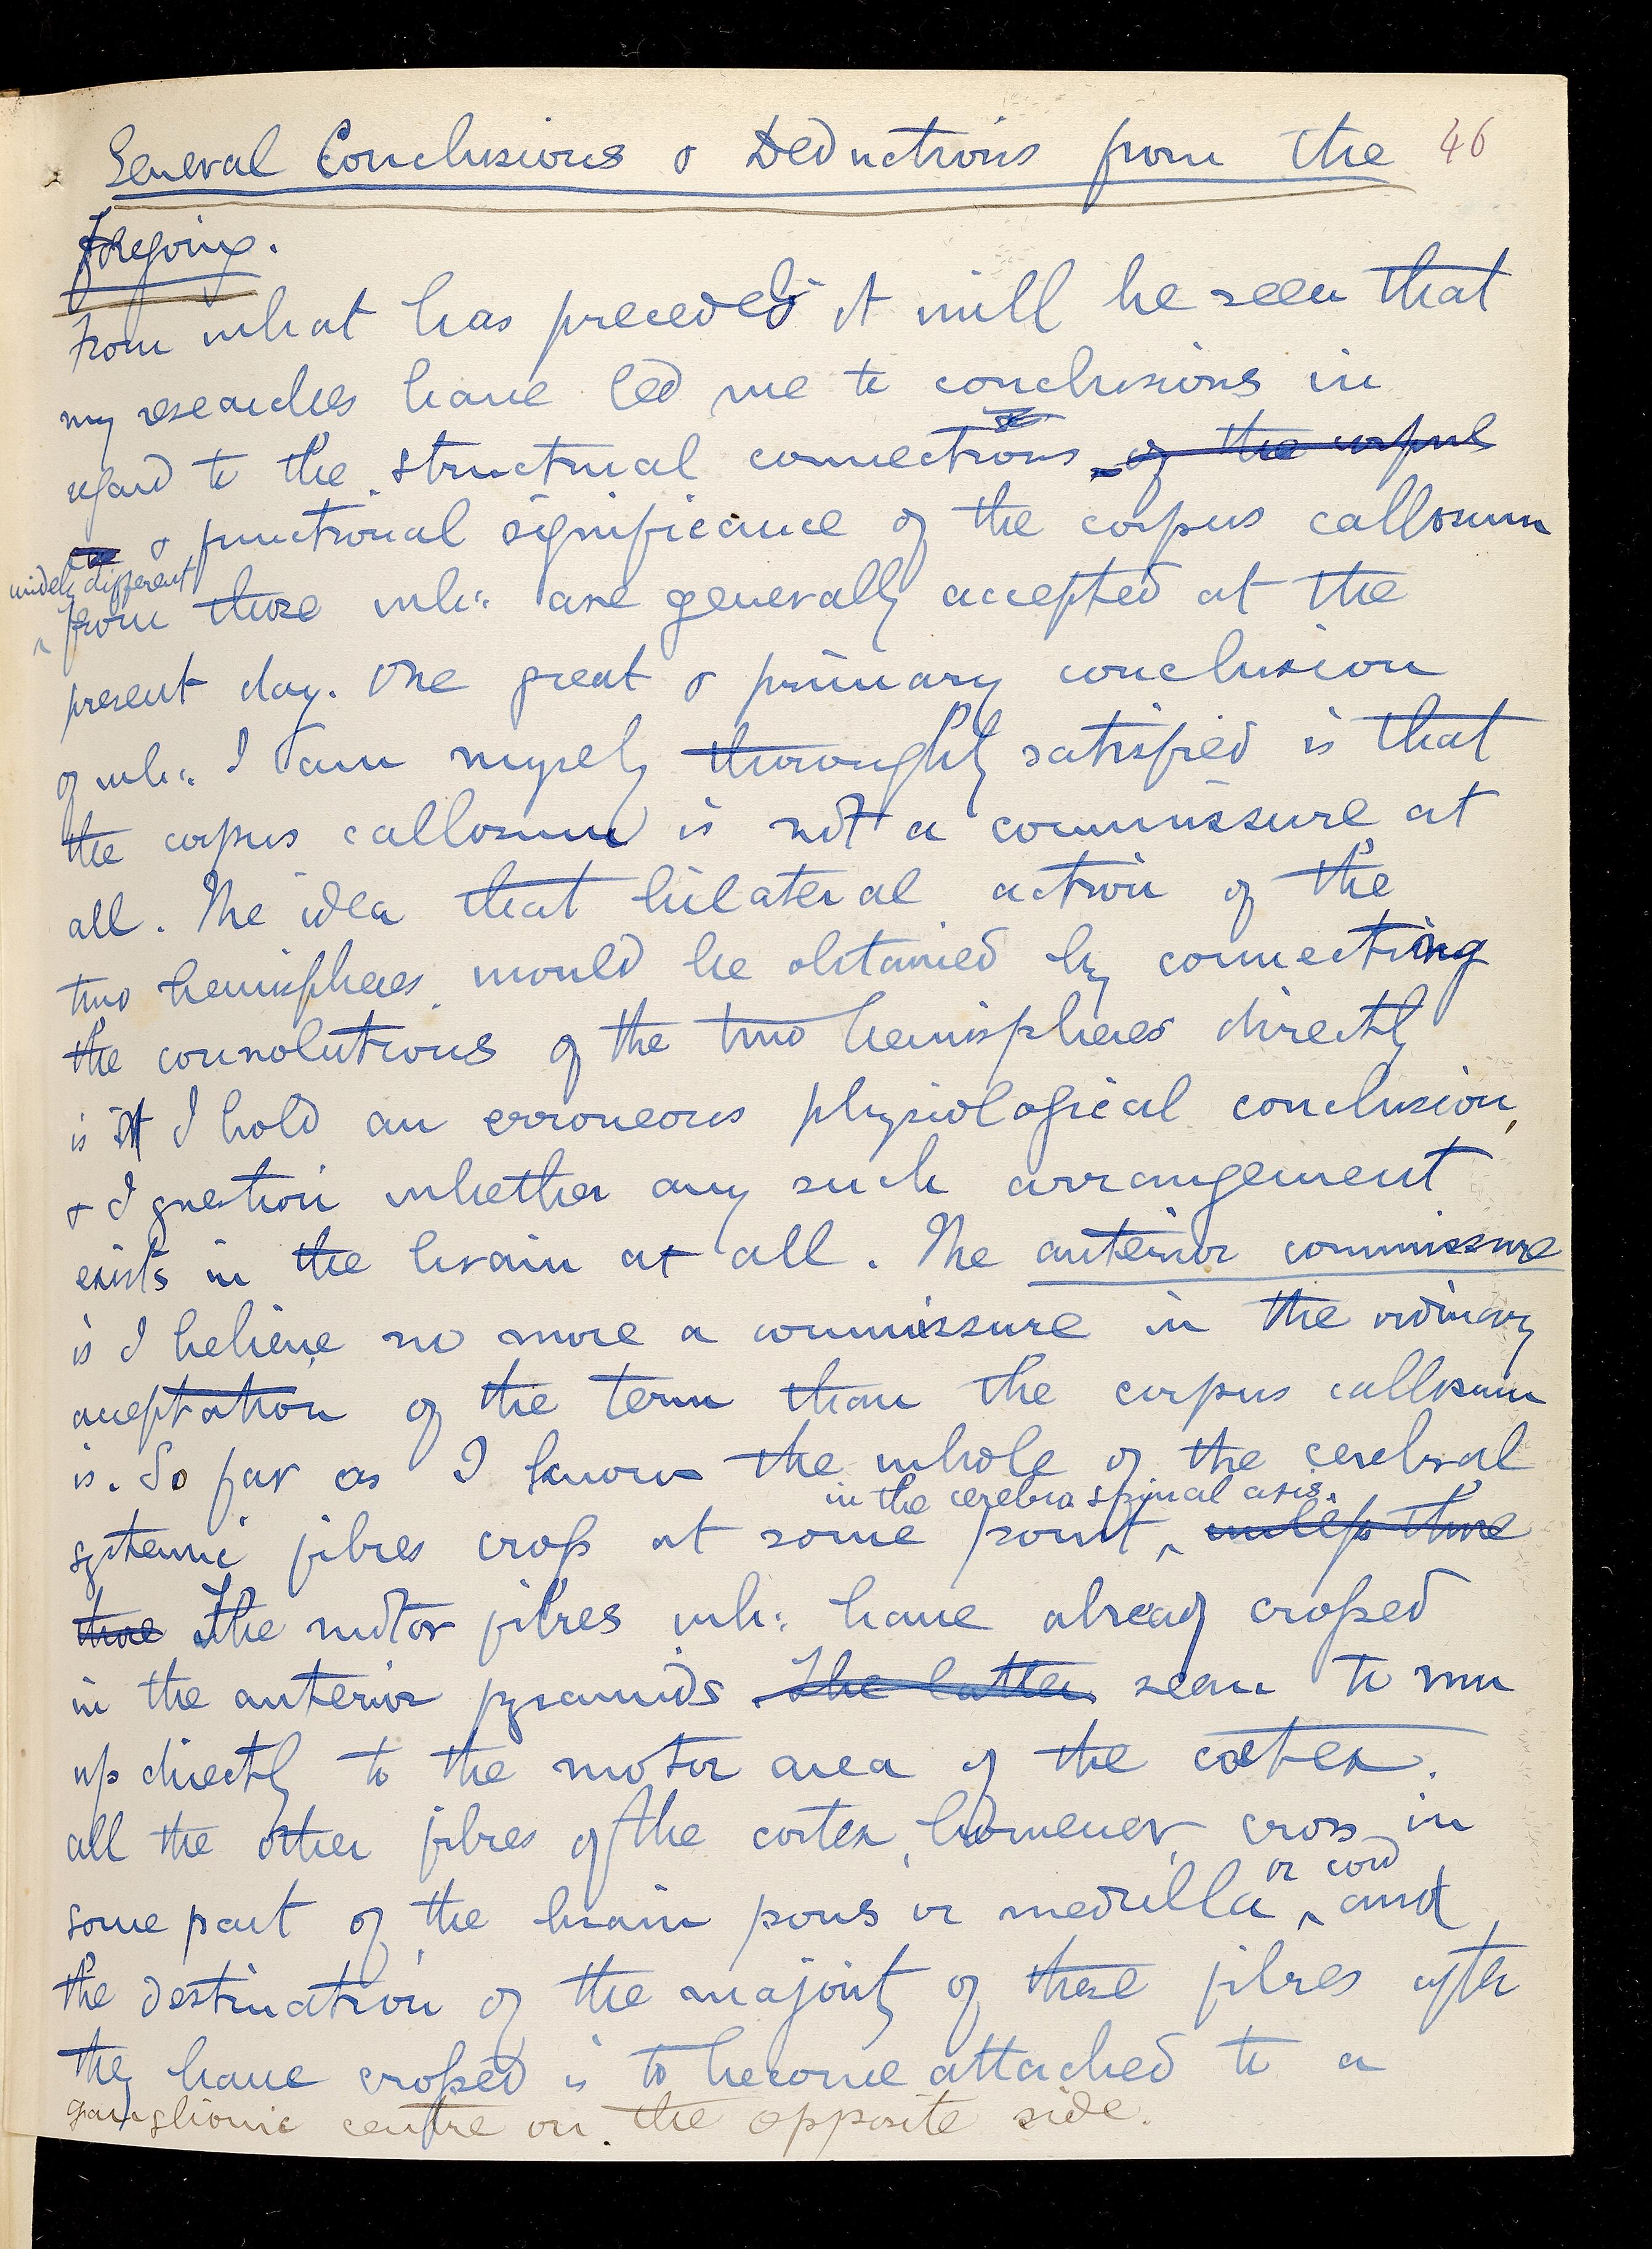 General Conclusions & Deductions from the 46
foregoing.
From what has preceded it will be seen that
my researches have led me to conclusions in
regard to the structural connections of the corpus
& functional significance of the corpus callosum
widely different
from those wh: are generally accepted at the
present day. One great & primary conclusion
of wh: I am myself thoroughly satisfied is that
the corpus callosum is not a commissure at
all. The idea that bilateral action of the
two hemispheres would be obtained by connecting
the convolutions of the two hemispheres directly
is I hold an erroneous physiological conclusion,
& I question whether any such arrangement
exists in the brain at all. The anterior commissure
is I believe no more a commissure in the ordinary
acceptation of the term than the corpus callosum
is. So far as I know the whole of the cerebral
in the cerebro spinal axis.
systemic fibres cross at some point, unless those
those The motor fibres wh: have already crossed
in the anterior pyramids The latter seem to run
up directly to the motor area of the cortex.
all the other fibres of the cortex, however, cross in
or cord
some part of the brain pons or medulla and
the destination of the majority of these fibres after
they have crossed is to become attached to a
ganglionic centre on the opposite side.